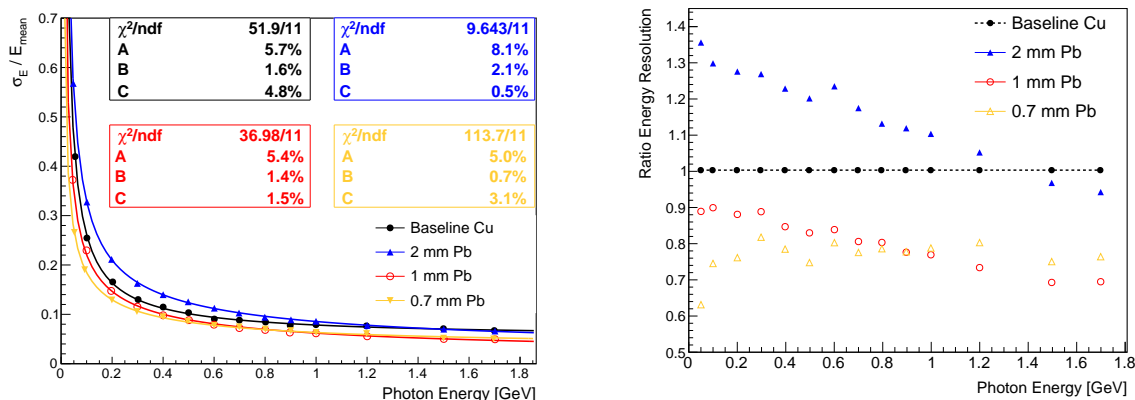 σ_E / E_mean
0.7
0.6
0.5
0.4
0.3
0.2
0.1
0
χ²/ndf 51.9/11
A 5.7%
B 1.6%
C 4.8%
χ²/ndf 9.643/11
A 8.1%
B 2.1%
C 0.5%
χ²/ndf 36.98/11
A 5.4%
B 1.4%
C 1.5%
χ²/ndf 113.7/11
A 5.0%
B 0.7%
C 3.1%
Baseline Cu
2 mm Pb
1 mm Pb
0.7 mm Pb
0 0.2 0.4 0.6 0.8 1 1.2 1.4 1.6 1.8
Photon Energy [GeV]
Ratio Energy Resolution
1.4
1.3
1.2
1.1
1
0.9
0.8
0.7
0.6
0.5
Baseline Cu
2 mm Pb
1 mm Pb
0.7 mm Pb
0 0.2 0.4 0.6 0.8 1 1.2 1.4 1.6 1.8
Photon Energy [GeV]